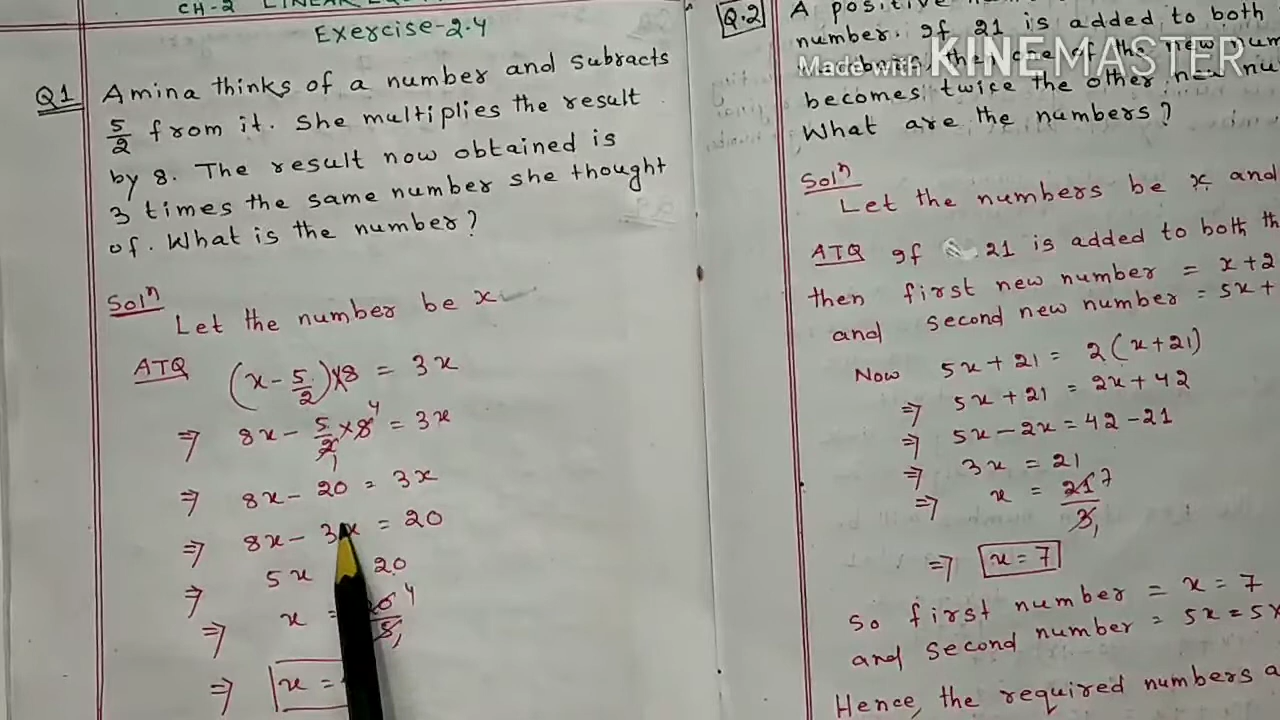 CH-2 LINEAR
Exercise-2.4
Q1 Amina thinks of a number and subracts
5/2 from it. She multiplies the result
by 8. The result now obtained is
3 times the same number she thought
of. What is the number?
Solⁿ
Let the number be x
ATQ (x - 5/2)×8 = 3x
⇒ 8x - 5/2 × 8 4 = 3x
1
⇒ 8x - 20 = 3x
⇒ 8x - 3x = 20
⇒ 5x 20
⇒ x = 4
⇒ x =
Q.2 A positive
number. If 21 is added to both
Made with KINEMASTER
becomes twice the other new
What are the numbers?
Solⁿ
Let the numbers be x and
ATQ If 21 is added to both
then first new number = x+2
and second new number = 5x+
Now 5x+21 = 2(x+21)
⇒ 5x+21 = 2x+42
⇒ 5x-2x = 42-21
⇒ 3x = 21
⇒ x = 21/3 7
1
⇒ x = 7
So first number = x = 7
and second number = 5x = 5x
Hence, the required numbers